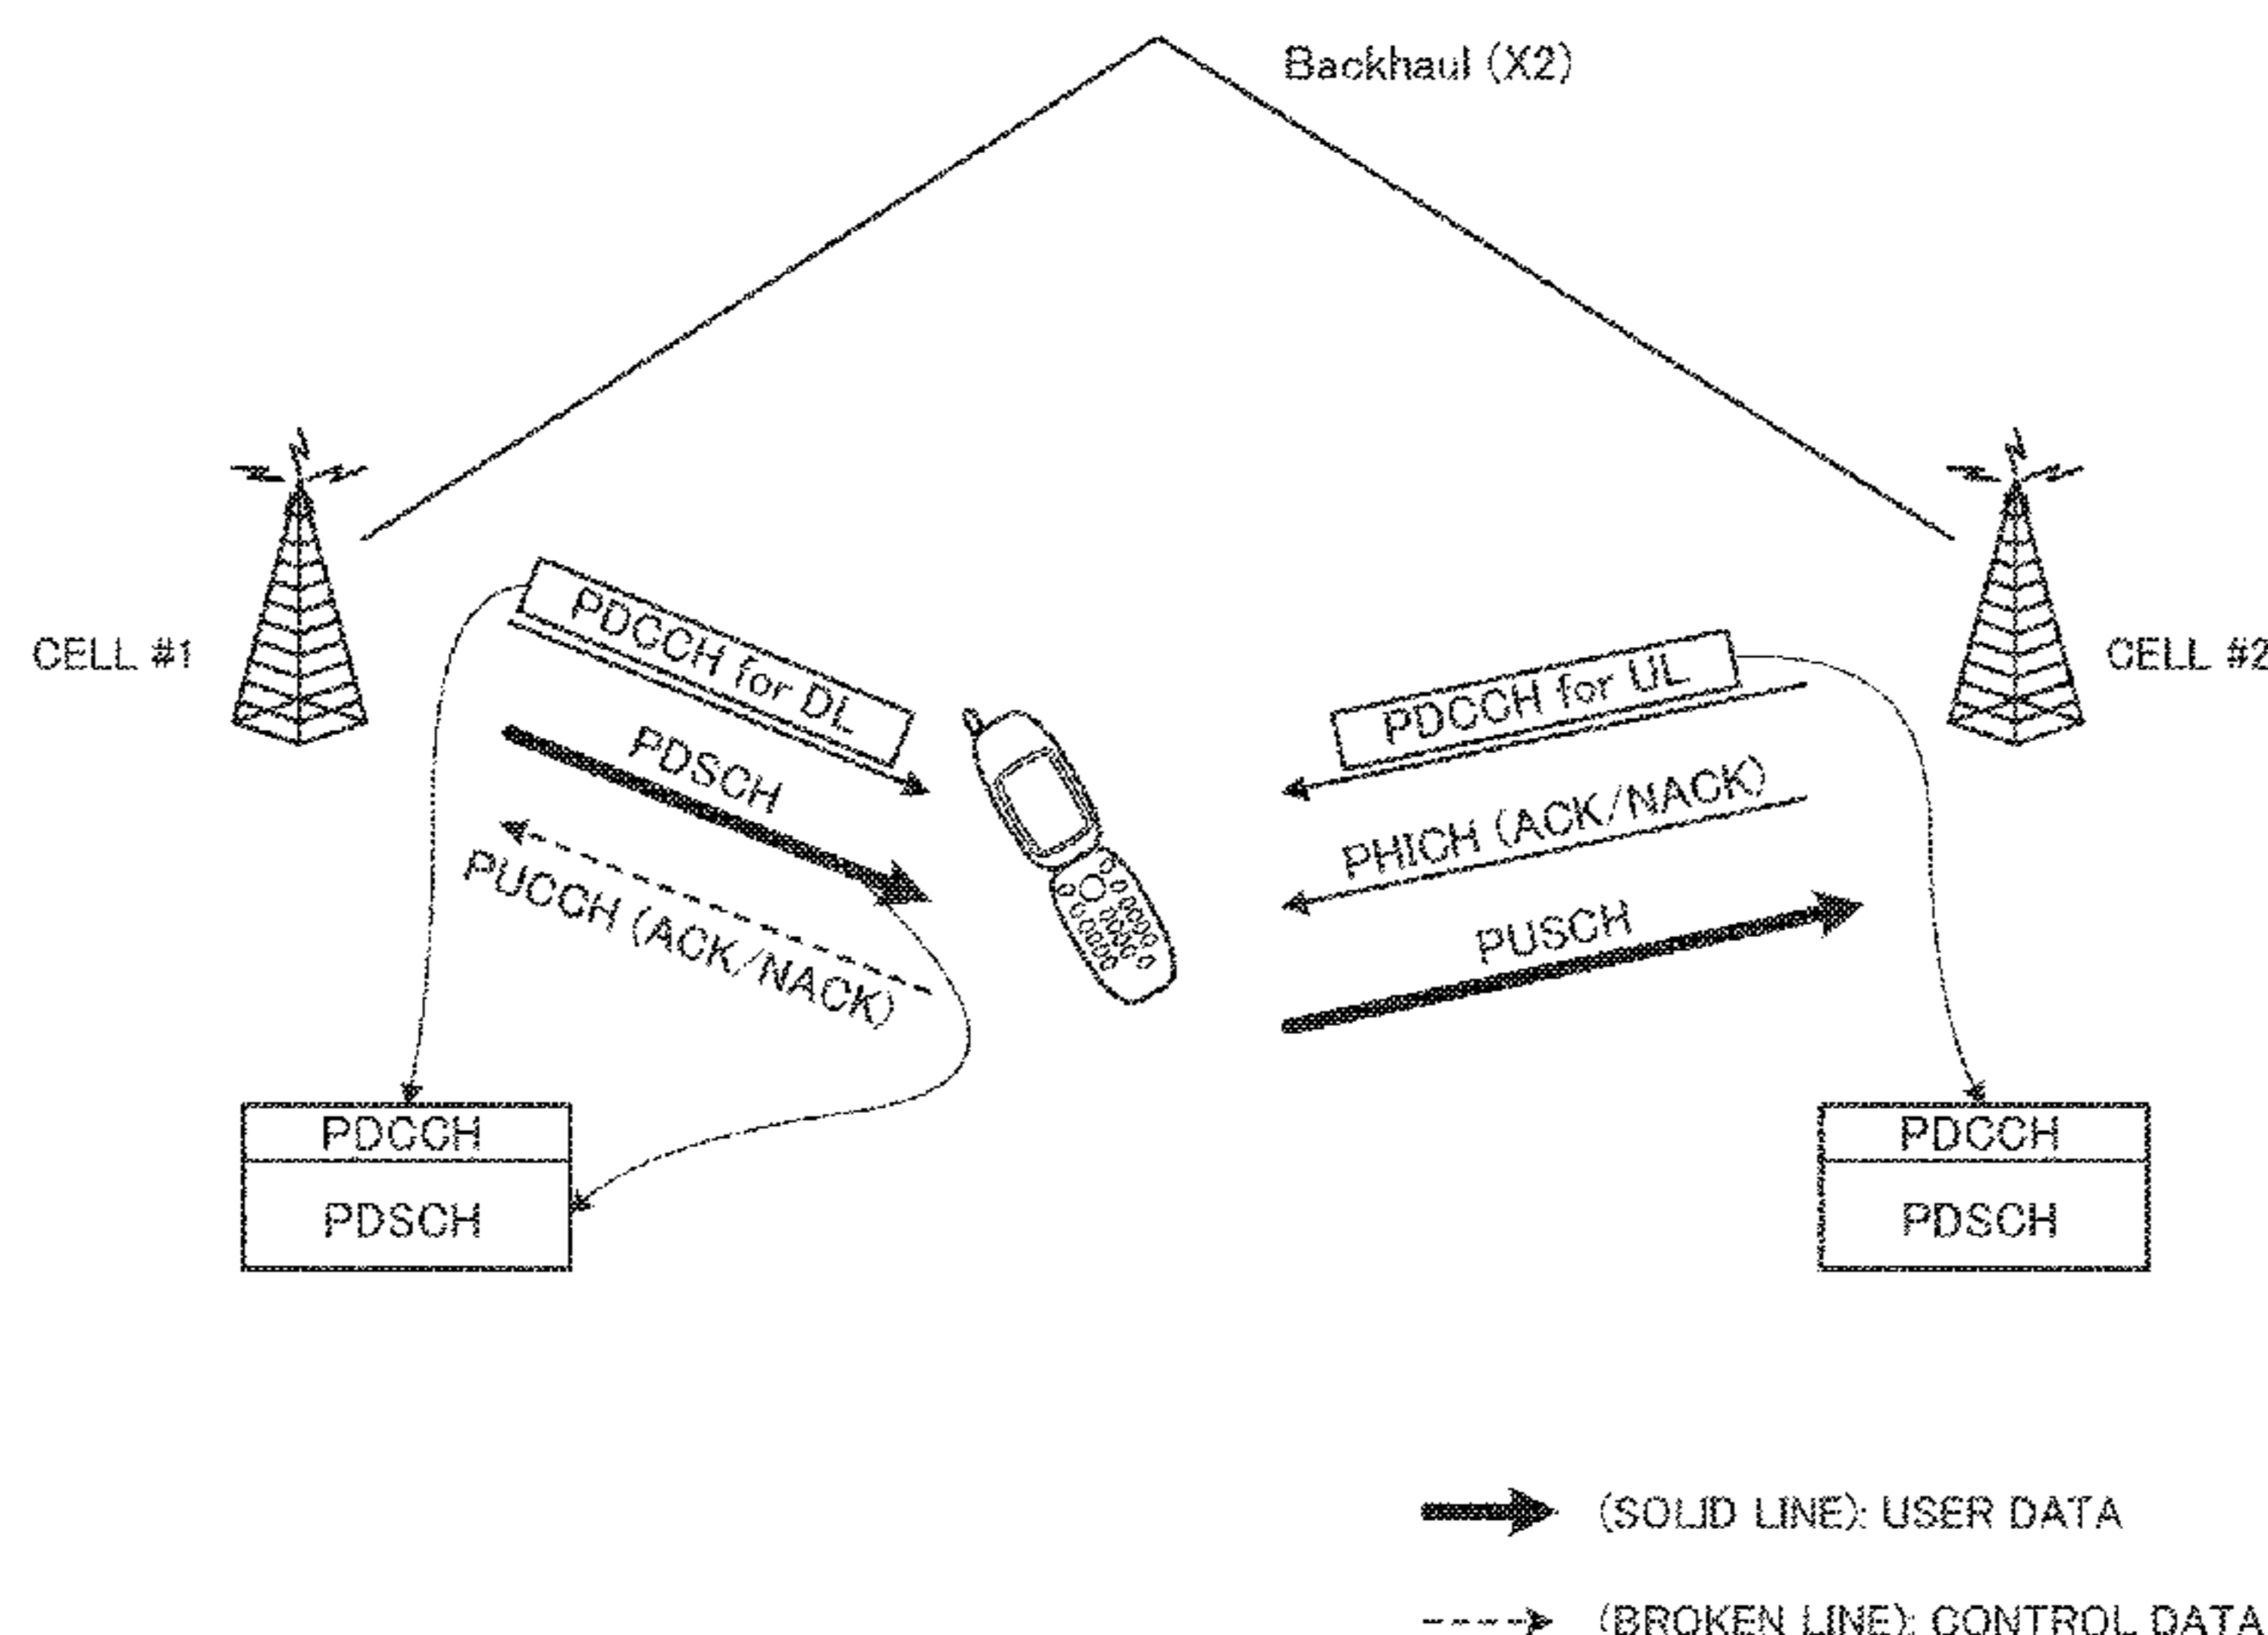 Backhaul (X2)
CELL #1
CELL #2
PDCCH for DL
PDSCH
PUCCH (ACK/NACK)
PDCCH for UL
PHICH (ACK/NACK)
PUSCH
PDCCH
PDSCH
PDCCH
PDSCH
(SOLID LINE): USER DATA
(BROKEN LINE): CONTROL DATA